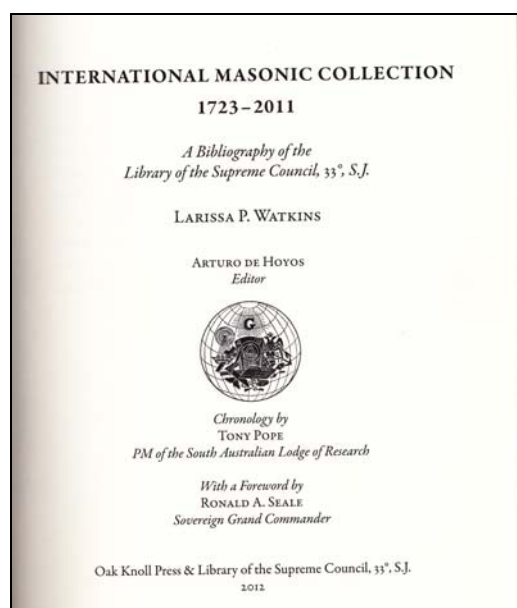 INTERNATIONAL MASONIC COLLECTION
1723–2011
A Bibliography of the
Library of the Supreme Council, 33°, S.J.
LARISSA P. WATKINS
ARTURO DE HOYOS
Editor
G
Chronology by
TONY POPE
PM of the South Australian Lodge of Research
With a Foreword by
RONALD A. SEALE
Sovereign Grand Commander
Oak Knoll Press & Library of the Supreme Council, 33°, S.J.
2012